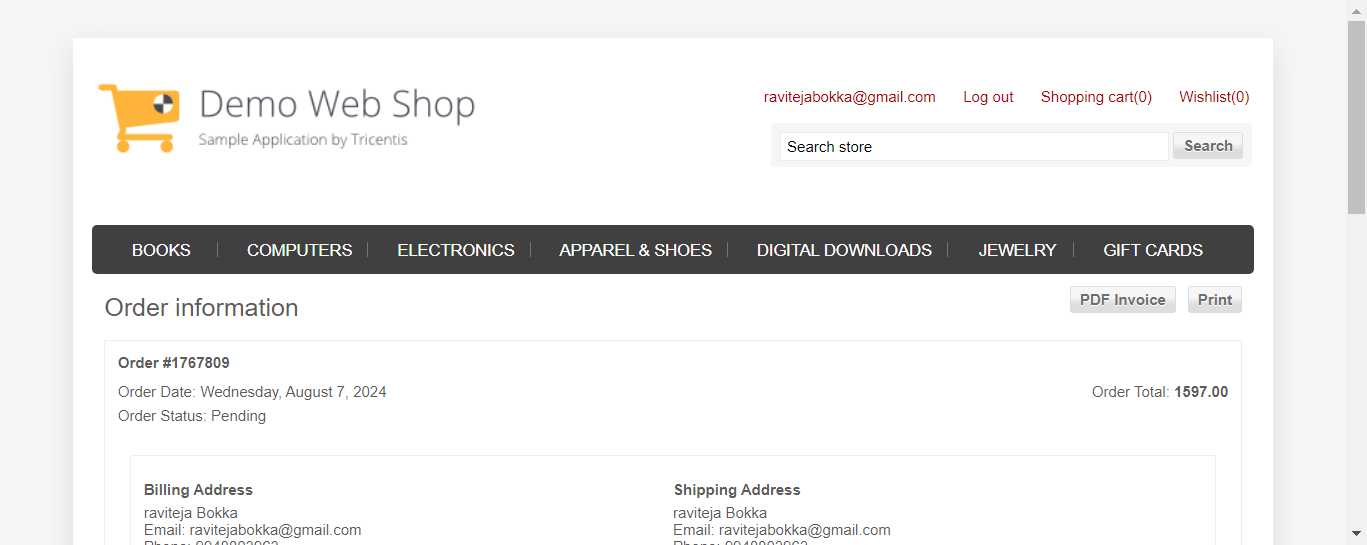 Demo Web Shop
Sample Application by Tricentis
ravitejabokka@gmail.com Log out Shopping cart(0) Wishlist(0)
Search store Search
BOOKS COMPUTERS ELECTRONICS APPAREL & SHOES DIGITAL DOWNLOADS JEWELRY GIFT CARDS
Order information PDF Invoice Print
Order #1767809
Order Date: Wednesday, August 7, 2024 Order Total: 1597.00
Order Status: Pending
Billing Address Shipping Address
raviteja Bokka raviteja Bokka
Email: ravitejabokka@gmail.com Email: ravitejabokka@gmail.com